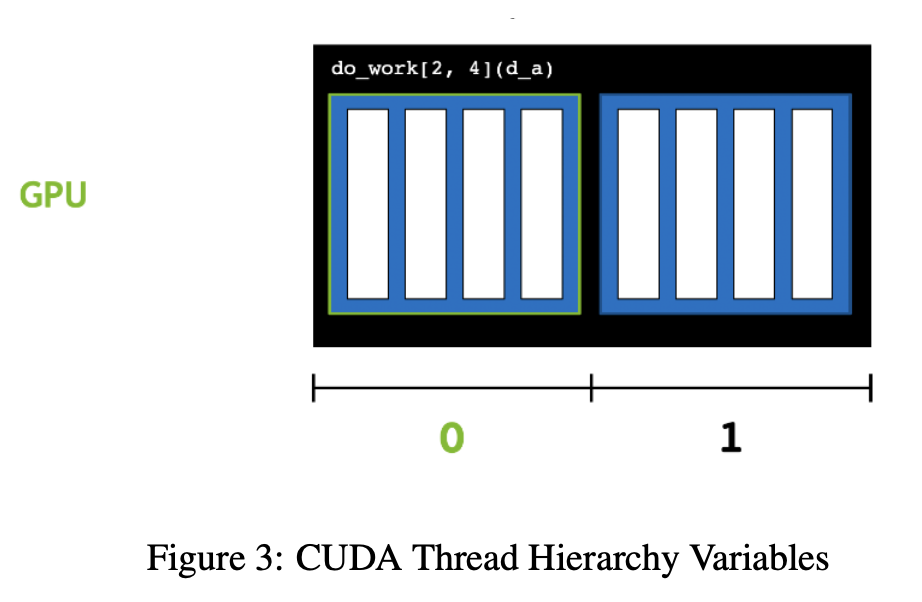 do_work[2, 4](d_a)
GPU
0 1
Figure 3: CUDA Thread Hierarchy Variables